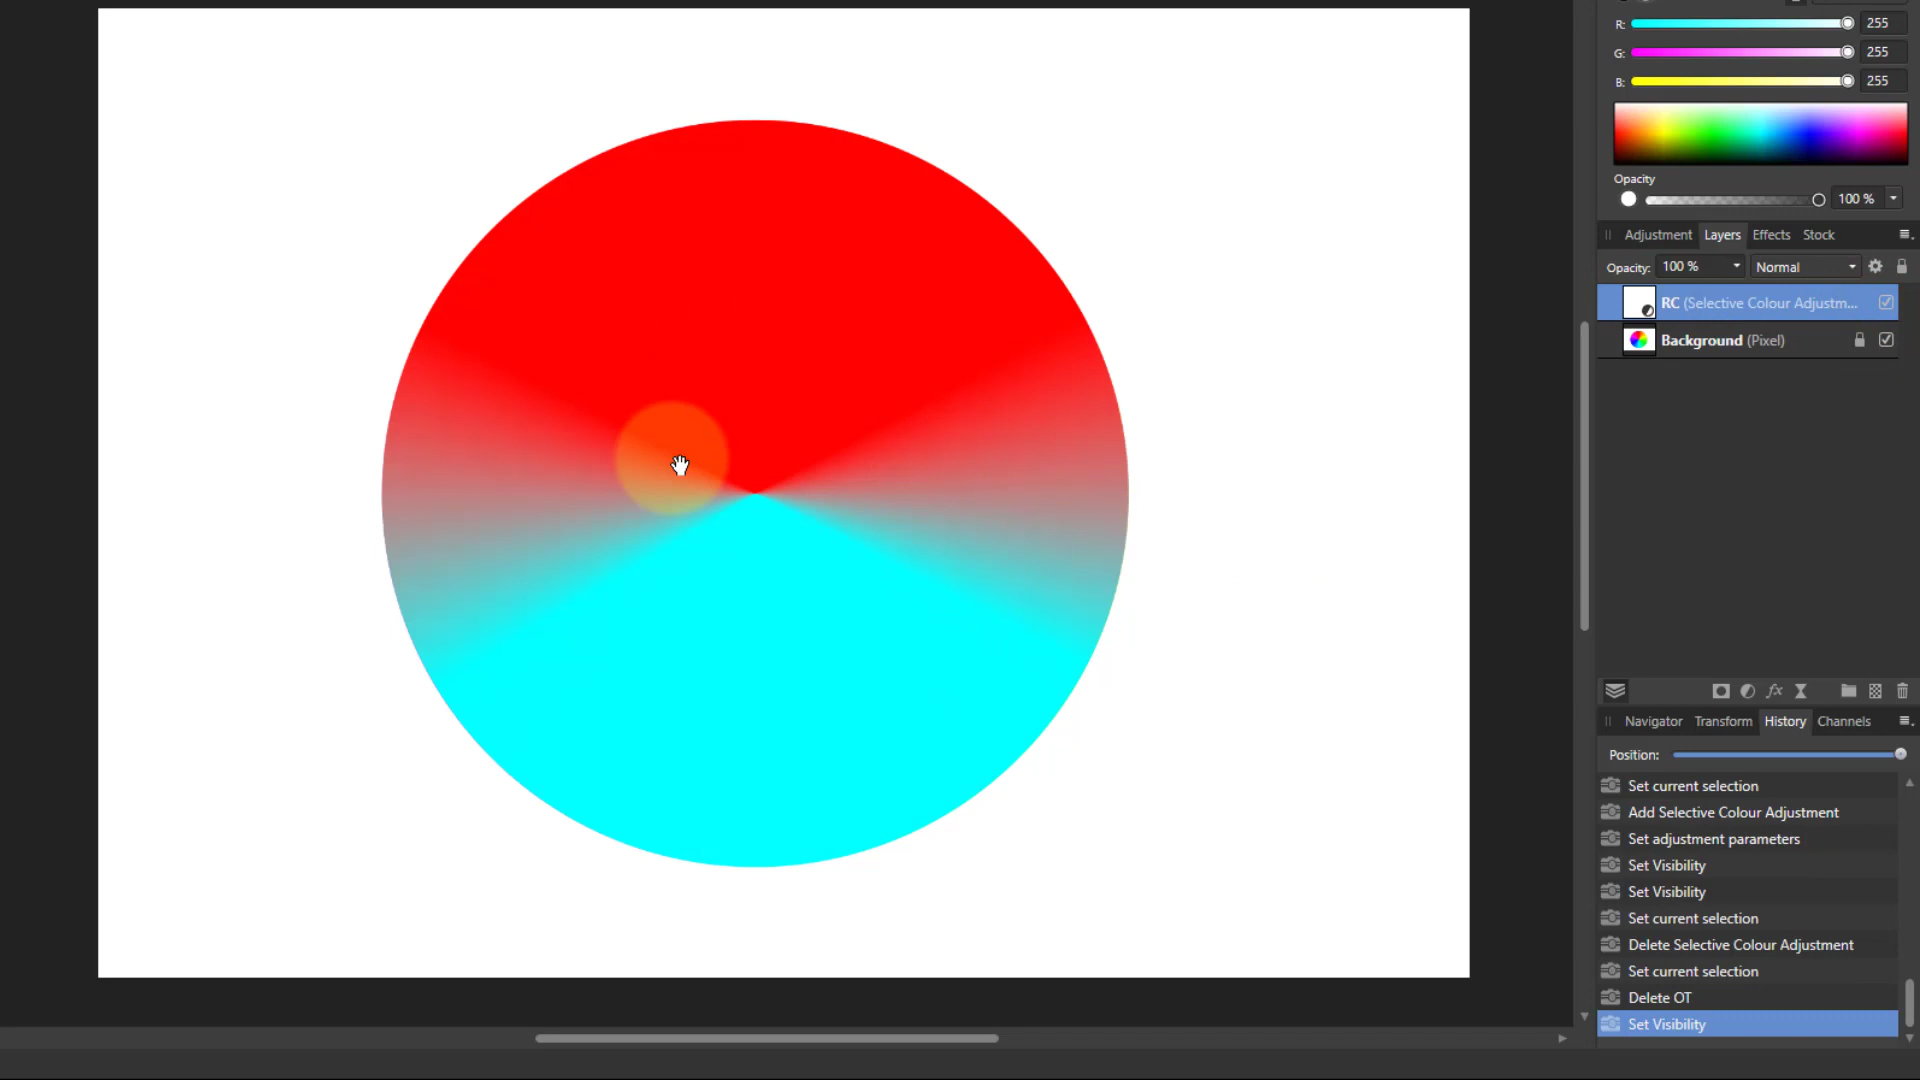 R: 255
G: 255
B: 255
Opacity
100 %
Adjustment Layers Effects Stock
Opacity: 100 % Normal
RC (Selective Colour Adjustm...
Background (Pixel)
fx
Navigator Transform History Channels
Position:
Set current selection
Add Selective Colour Adjustment
Set adjustment parameters
Set Visibility
Set Visibility
Set current selection
Delete Selective Colour Adjustment
Set current selection
Delete OT
Set Visibility